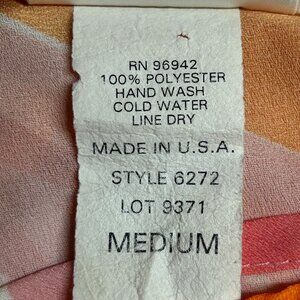 RN 96942
100% POLYESTER
HAND WASH
COLD WATER
LINE DRY
MADE IN U.S.A.
STYLE 6272
LOT 9371
MEDIUM